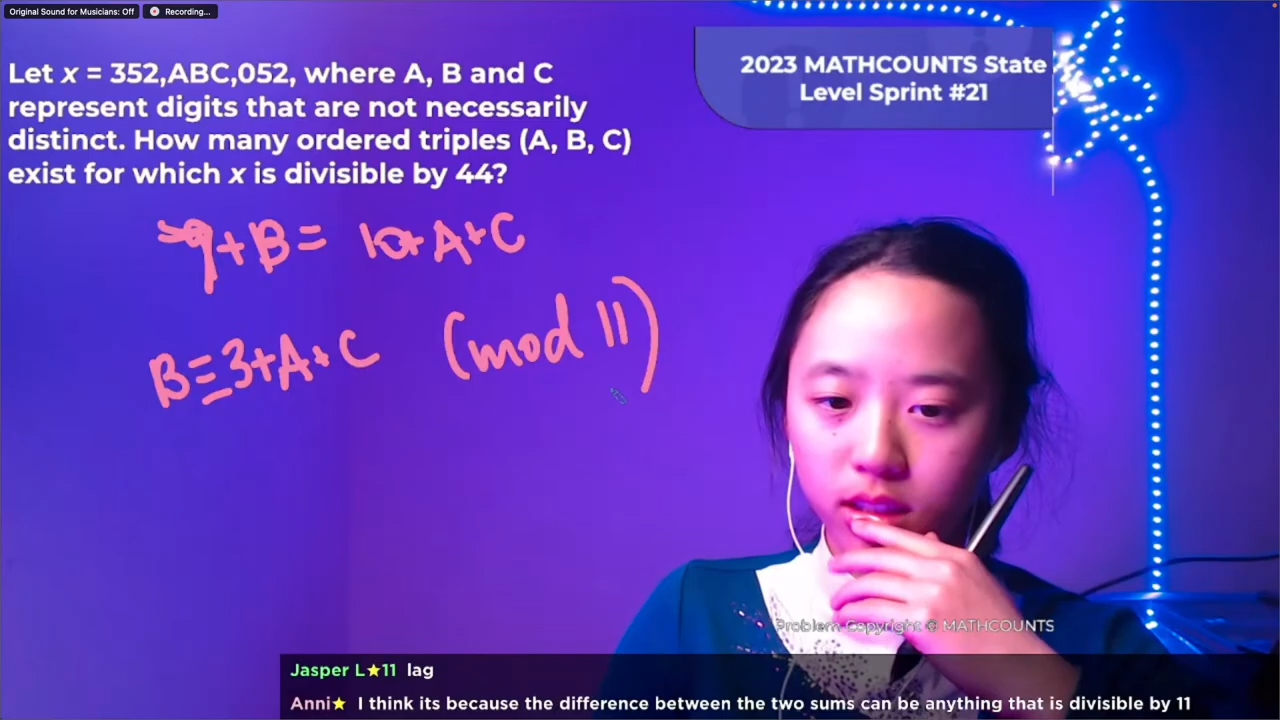 Original Sound for Musicians: Off
Recording...
Let x = 352,ABC,052, where A, B and C
represent digits that are not necessarily
distinct. How many ordered triples (A, B, C)
exist for which x is divisible by 44?
2023 MATHCOUNTS State
Level Sprint #21
9+B= 10+A+C
B≡3+A+C (mod 11)
Problem Copyright © MATHCOUNTS
Jasper L★11 lag
Anni★ I think its because the difference between the two sums can be anything that is divisible by 11